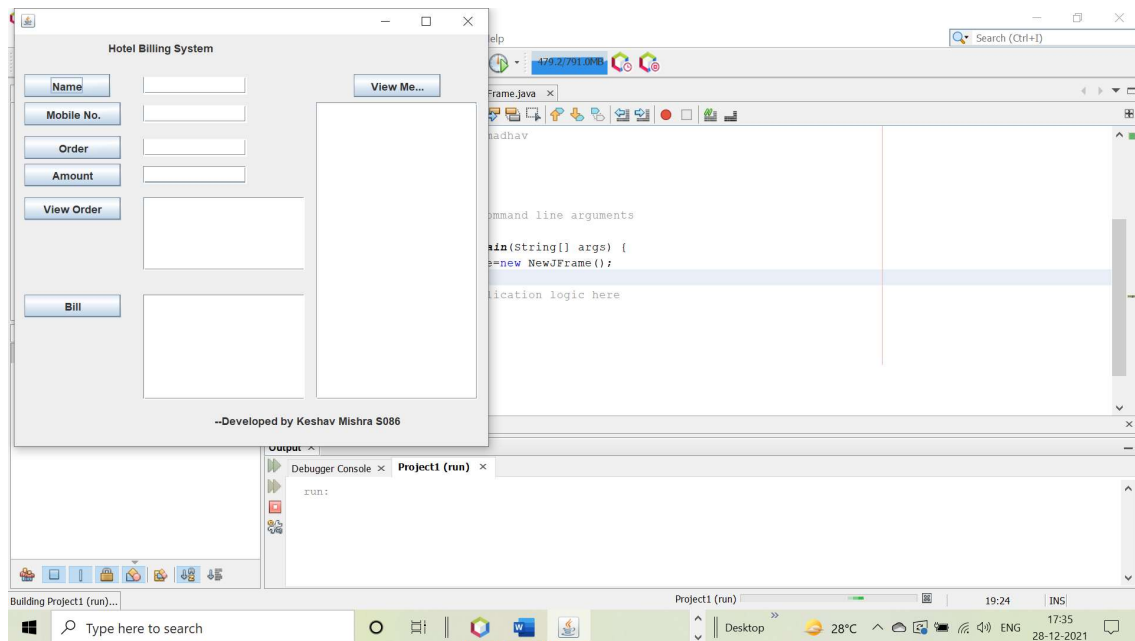 Hotel Billing System
Name
View Me...
Mobile No.
Order
Amount
View Order
Bill
--Developed by Keshav Mishra S086
elp
Search (Ctrl+I)
479.2/791.0MB
Frame.java
madhav
ommand line arguments
ain(String[] args) {
e=new NewJFrame();
lication logic here
Output
Debugger Console
Project1 (run)
run:
Building Project1 (run)...
Project1 (run)
19:24
INS
Type here to search
Desktop
28°C
ENG
17:35
28-12-2021